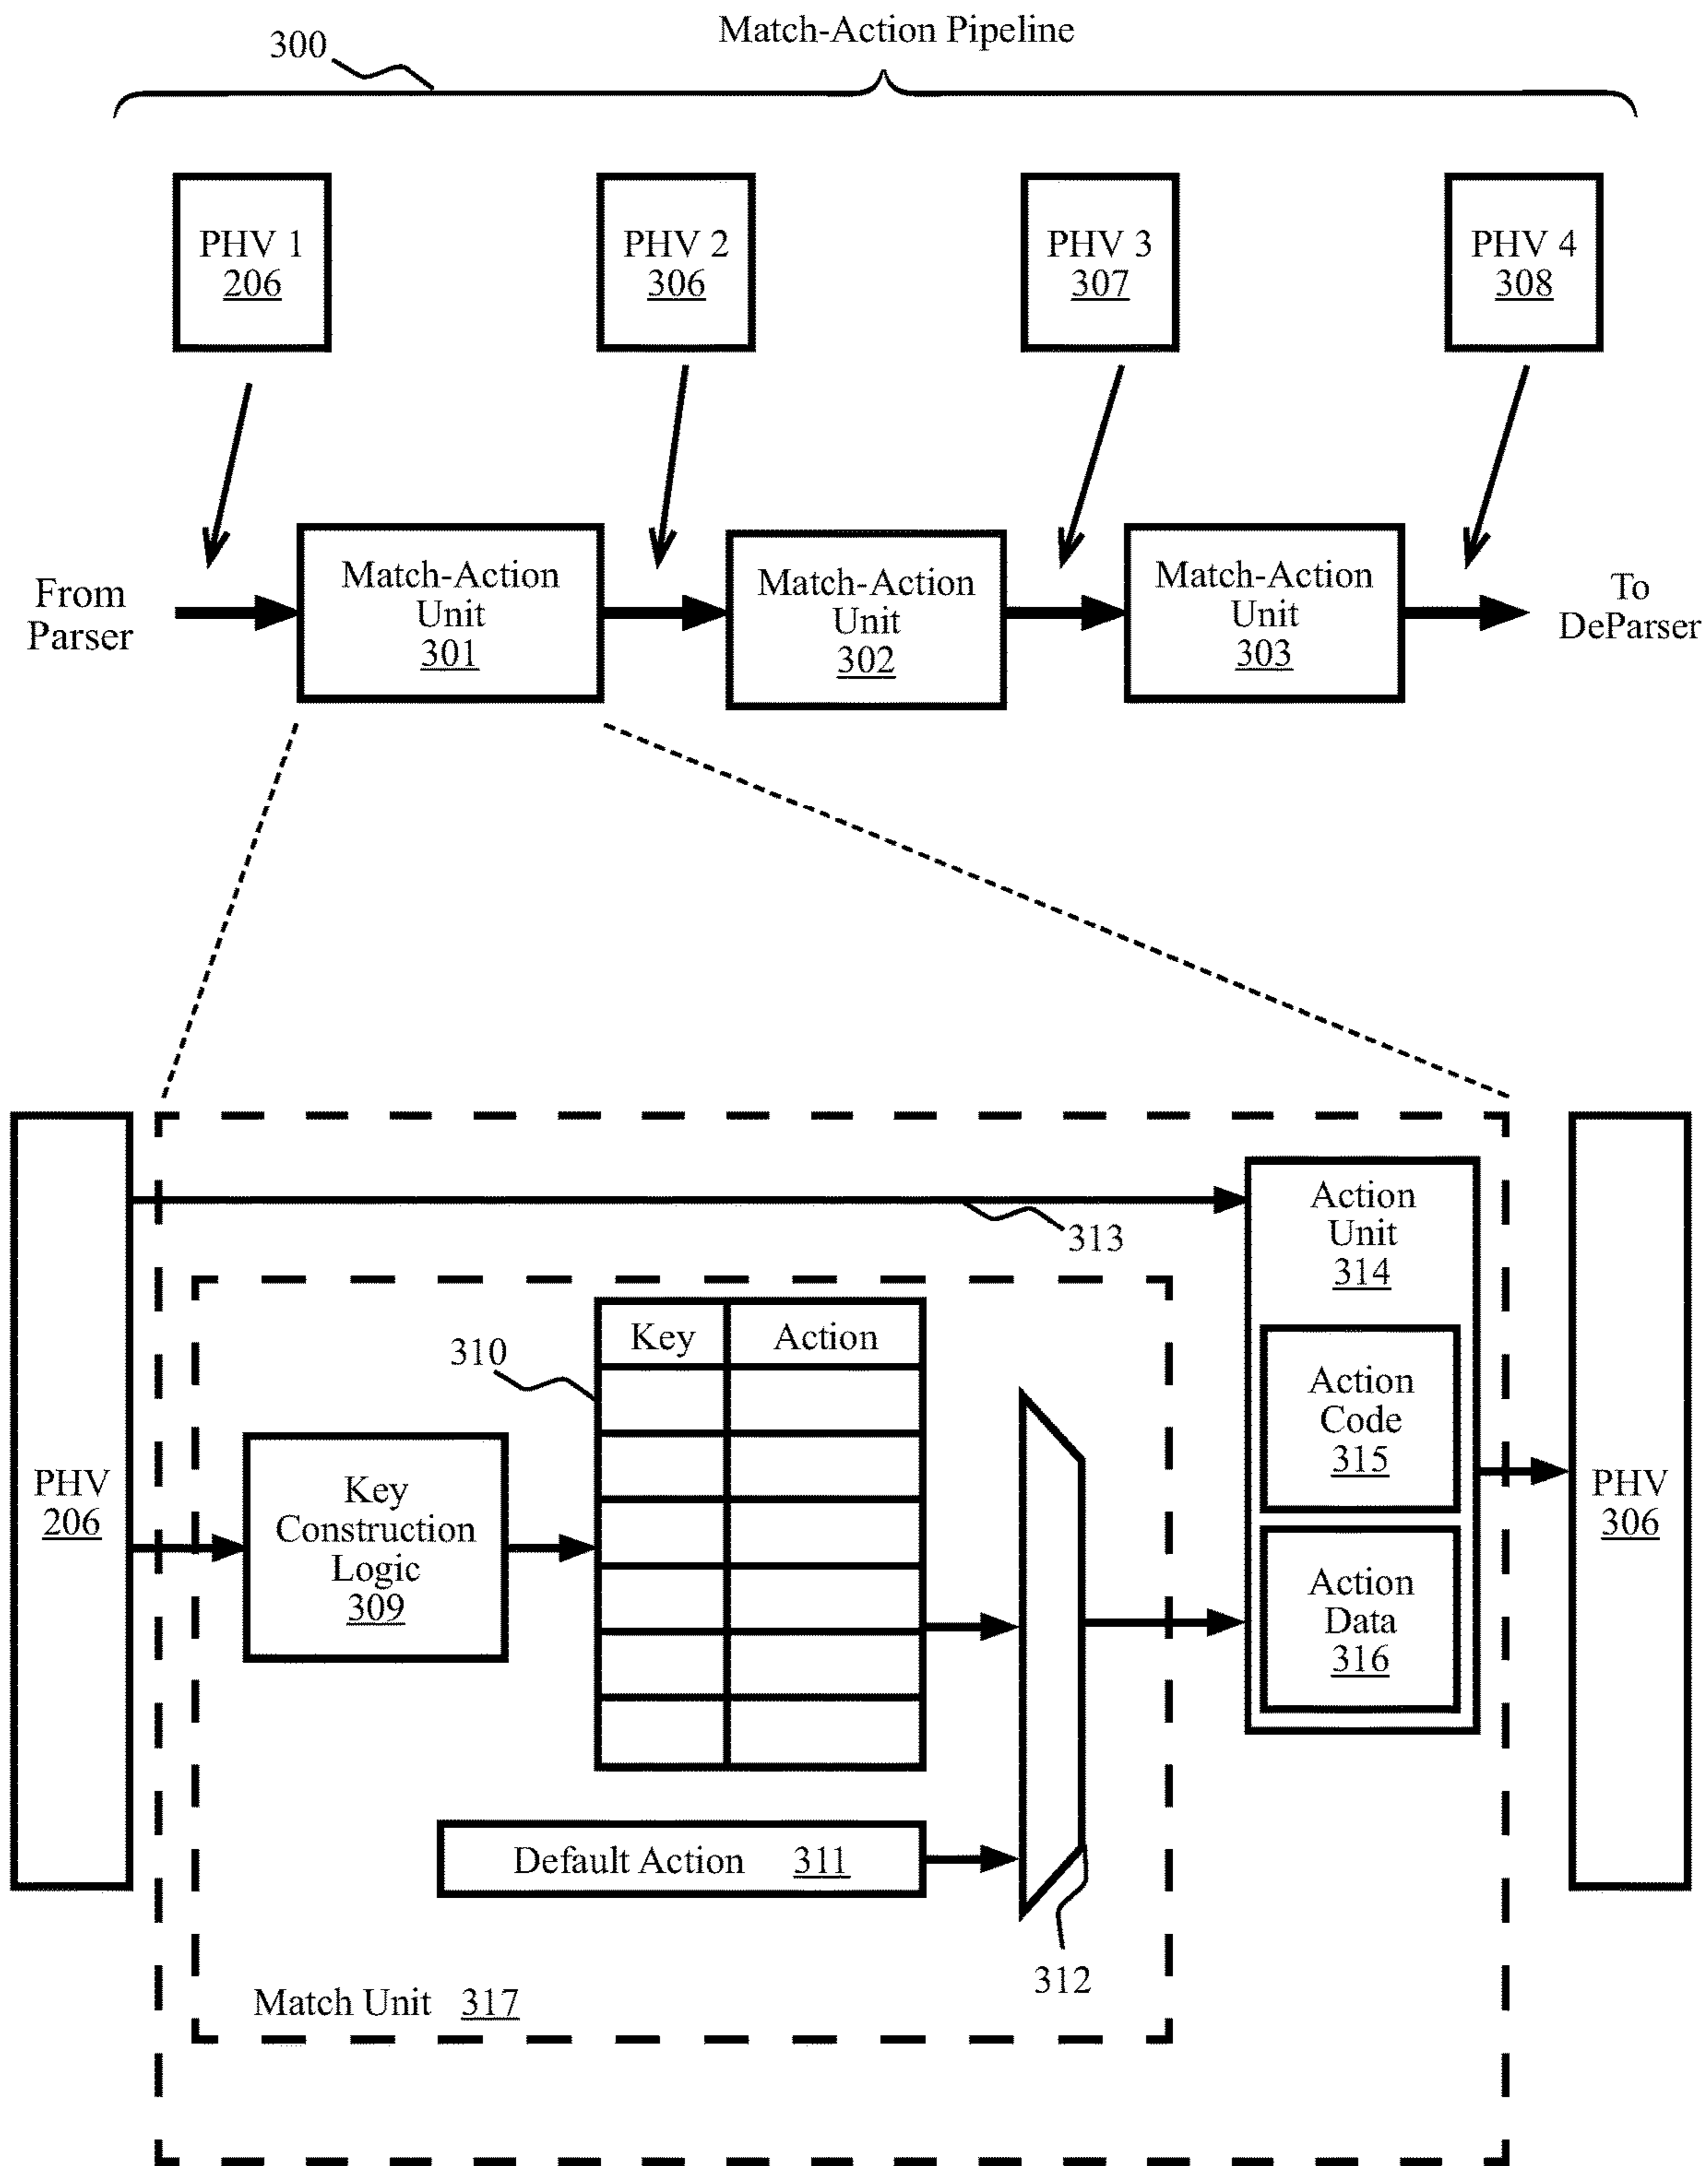 Match-Action Pipeline
300
PHV 1
206
PHV 2
306
PHV 3
307
PHV 4
308
From
Parser
Match-Action
Unit
301
Match-Action
Unit
302
Match-Action
Unit
303
To
DeParser
PHV
206
313
Action
Unit
314
Action
Code
315
Action
Data
316
310
Key
Action
Key
Construction
Logic
309
Default Action 311
312
Match Unit 317
PHV
306